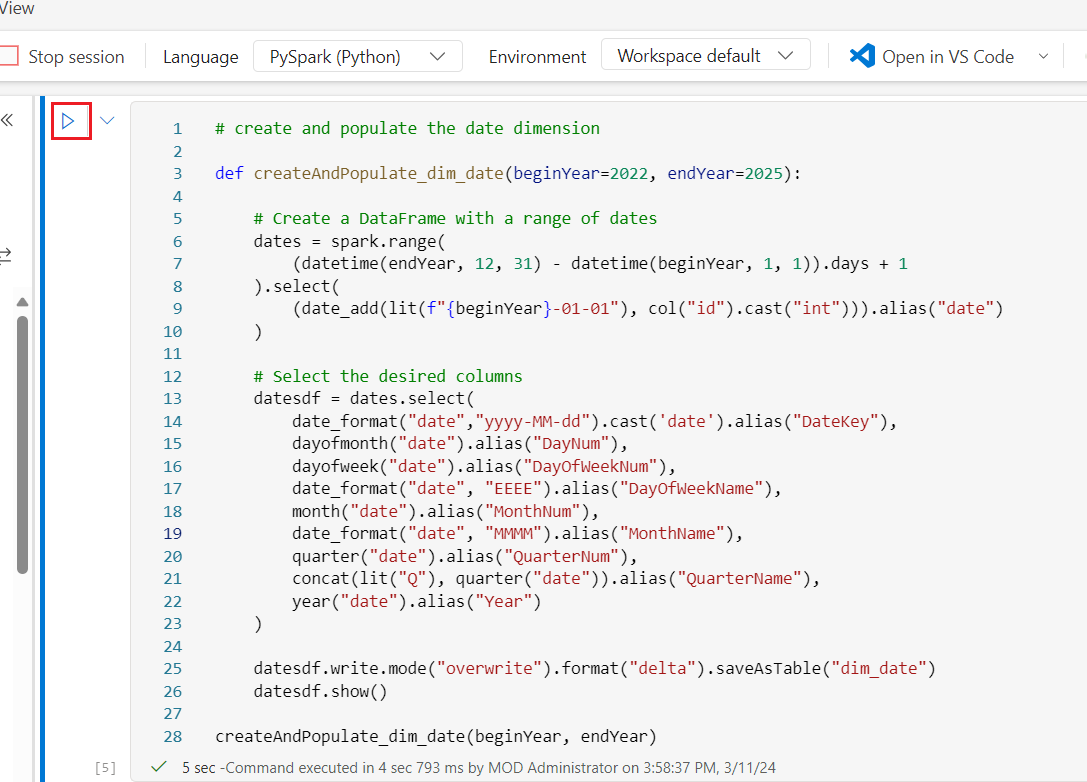 View
Stop session Language PySpark (Python) Environment Workspace default Open in VS Code
1 # create and populate the date dimension
2
3 def createAndPopulate_dim_date(beginYear=2022, endYear=2025):
4
5     # Create a DataFrame with a range of dates
6     dates = spark.range(
7         (datetime(endYear, 12, 31) - datetime(beginYear, 1, 1)).days + 1
8     ).select(
9         (date_add(lit(f"{beginYear}-01-01"), col("id").cast("int"))).alias("date")
10     )
11
12     # Select the desired columns
13     datesdf = dates.select(
14         date_format("date","yyyy-MM-dd").cast('date').alias("DateKey"),
15         dayofmonth("date").alias("DayNum"),
16         dayofweek("date").alias("DayOfWeekNum"),
17         date_format("date", "EEEE").alias("DayOfWeekName"),
18         month("date").alias("MonthNum"),
19         date_format("date", "MMMM").alias("MonthName"),
20         quarter("date").alias("QuarterNum"),
21         concat(lit("Q"), quarter("date")).alias("QuarterName"),
22         year("date").alias("Year")
23     )
24
25     datesdf.write.mode("overwrite").format("delta").saveAsTable("dim_date")
26     datesdf.show()
27
28 createAndPopulate_dim_date(beginYear, endYear)
[5] 5 sec -Command executed in 4 sec 793 ms by MOD Administrator on 3:58:37 PM, 3/11/24